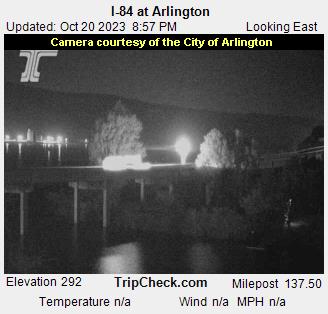 I-84 at Arlington
Updated: Oct 20 2023 8:57 PM Looking East
Camera courtesy of the City of Arlington
Elevation 292 TripCheck.com Milepost 137.50
Temperature n/a Wind n/a MPH n/a